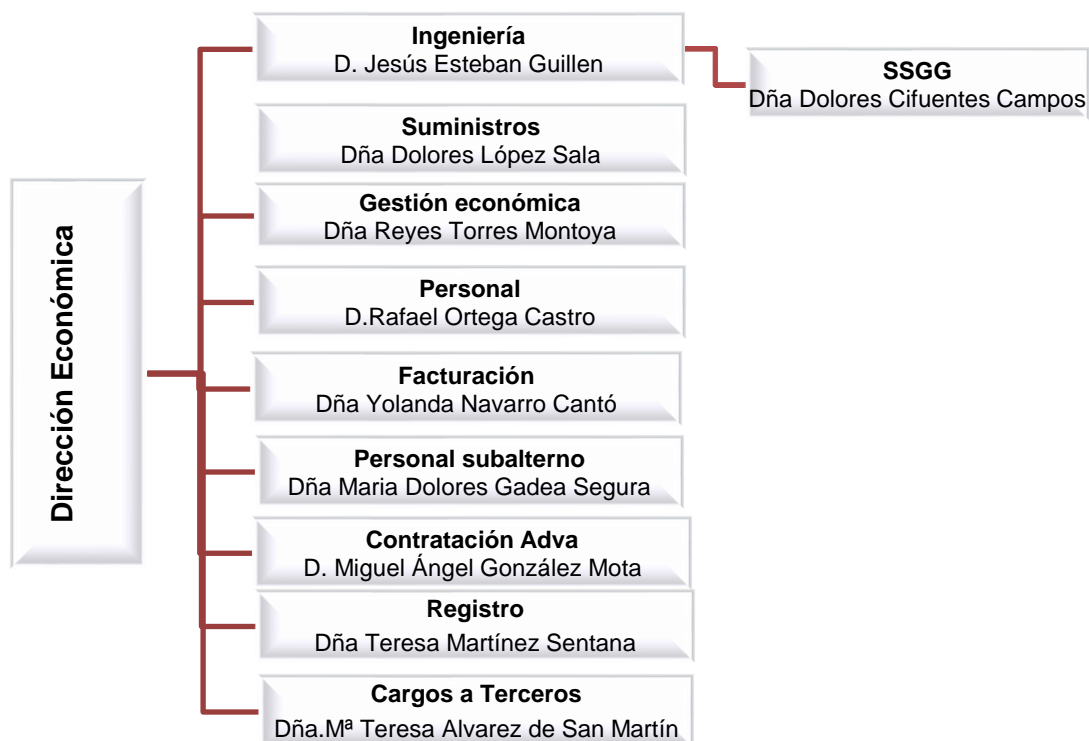 Dirección Económica
Ingeniería
D. Jesús Esteban Guillen
SSGG
Dña Dolores Cifuentes Campos
Suministros
Dña Dolores López Sala
Gestión económica
Dña Reyes Torres Montoya
Personal
D.Rafael Ortega Castro
Facturación
Dña Yolanda Navarro Cantó
Personal subalterno
Dña Maria Dolores Gadea Segura
Contratación Adva
D. Miguel Ángel González Mota
Registro
Dña Teresa Martínez Sentana
Cargos a Terceros
Dña.Mª Teresa Alvarez de San Martín